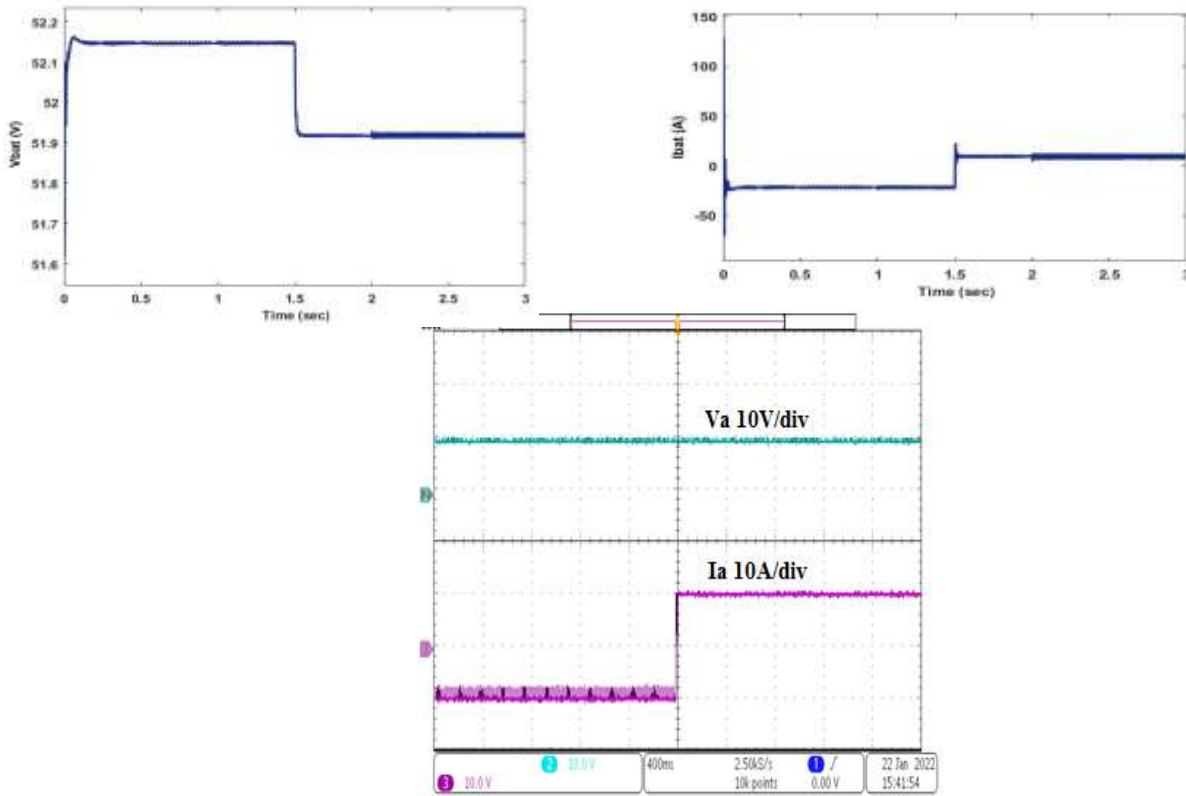 52.2
52.1
52
51.9
51.8
51.7
51.6
Vbat (V)
0 0.5 1 1.5 2 2.5 3
Time (sec)
150
100
50
0
-50
Ibat (A)
0 0.5 1 1.5 2 2.5 3
Time (sec)
Va 10V/div
2
Ia 10A/div
2 10.0 V 400ms 2.50kS/s 1 22 Jan 2022
3 10.0 V 10k points 0.00 V 15:41:54